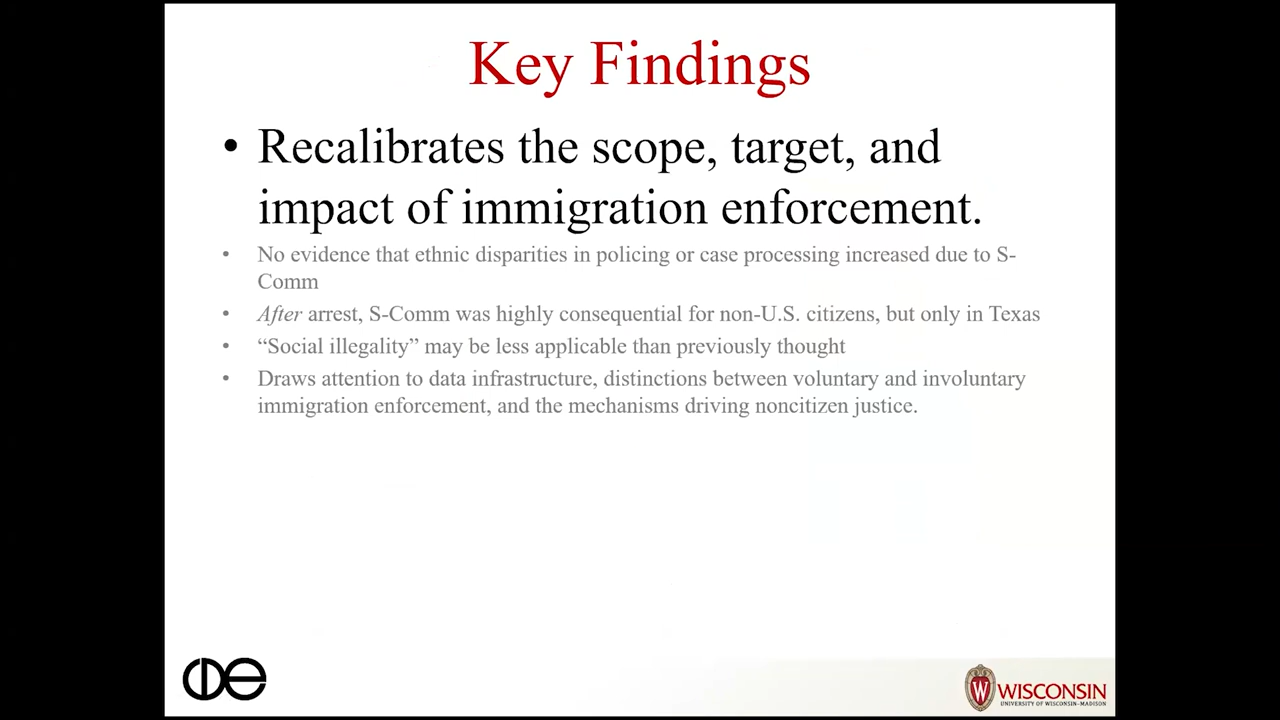 Key Findings
• Recalibrates the scope, target, and
impact of immigration enforcement.
• No evidence that ethnic disparities in policing or case processing increased due to S-
Comm
• After arrest, S-Comm was highly consequential for non-U.S. citizens, but only in Texas
• “Social illegality” may be less applicable than previously thought
• Draws attention to data infrastructure, distinctions between voluntary and involuntary
immigration enforcement, and the mechanisms driving noncitizen justice.
cde
W
WISCONSIN
UNIVERSITY OF WISCONSIN–MADISON